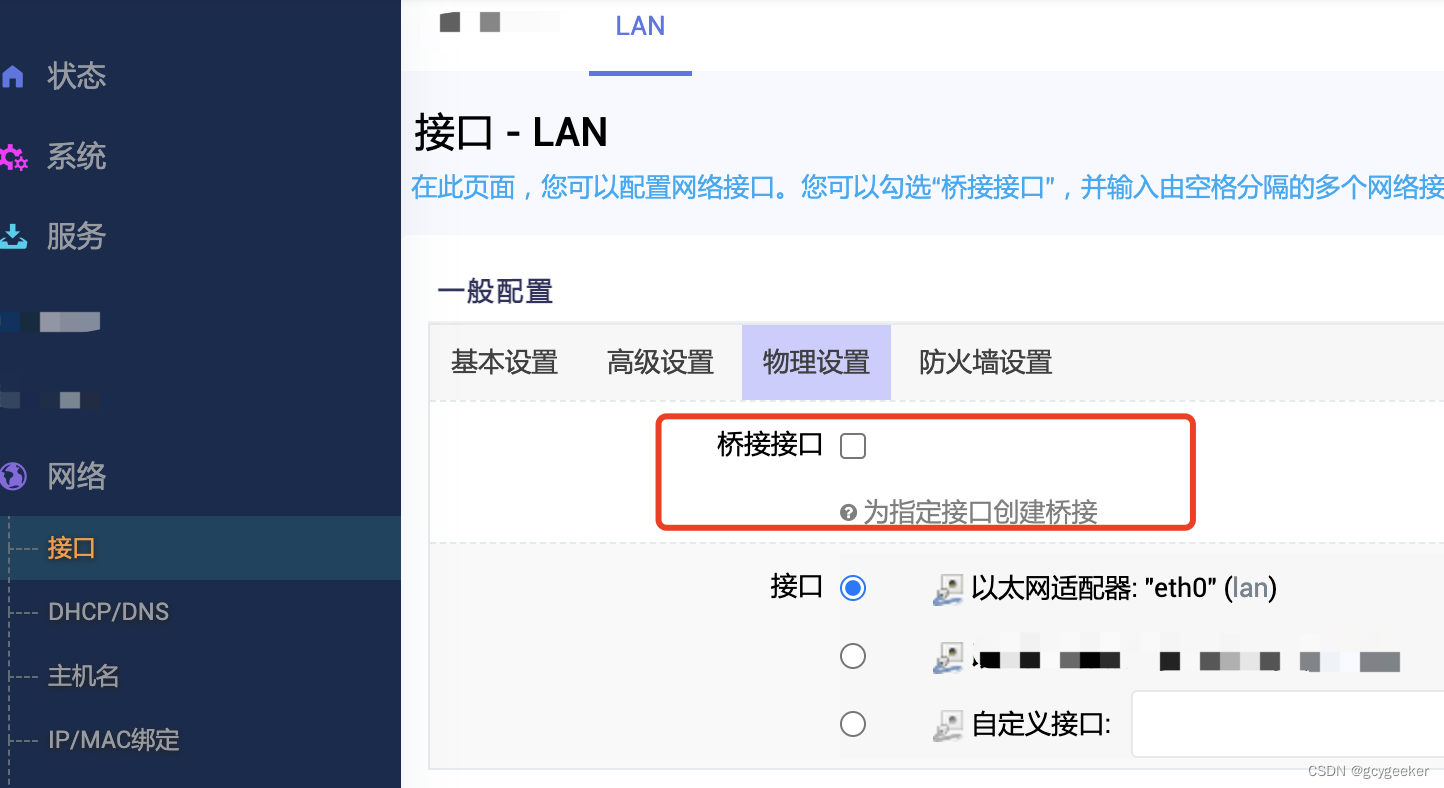 状态
系统
服务
网络
接口
DHCP/DNS
主机名
IP/MAC绑定
LAN
接口 - LAN
在此页面，您可以配置网络接口。您可以勾选“桥接接口”，并输入由空格分隔的多个网络接
一般配置
基本设置 高级设置 物理设置 防火墙设置
桥接接口
为指定接口创建桥接
接口 以太网适配器: "eth0" (lan)
自定义接口:
CSDN @gcygeeker